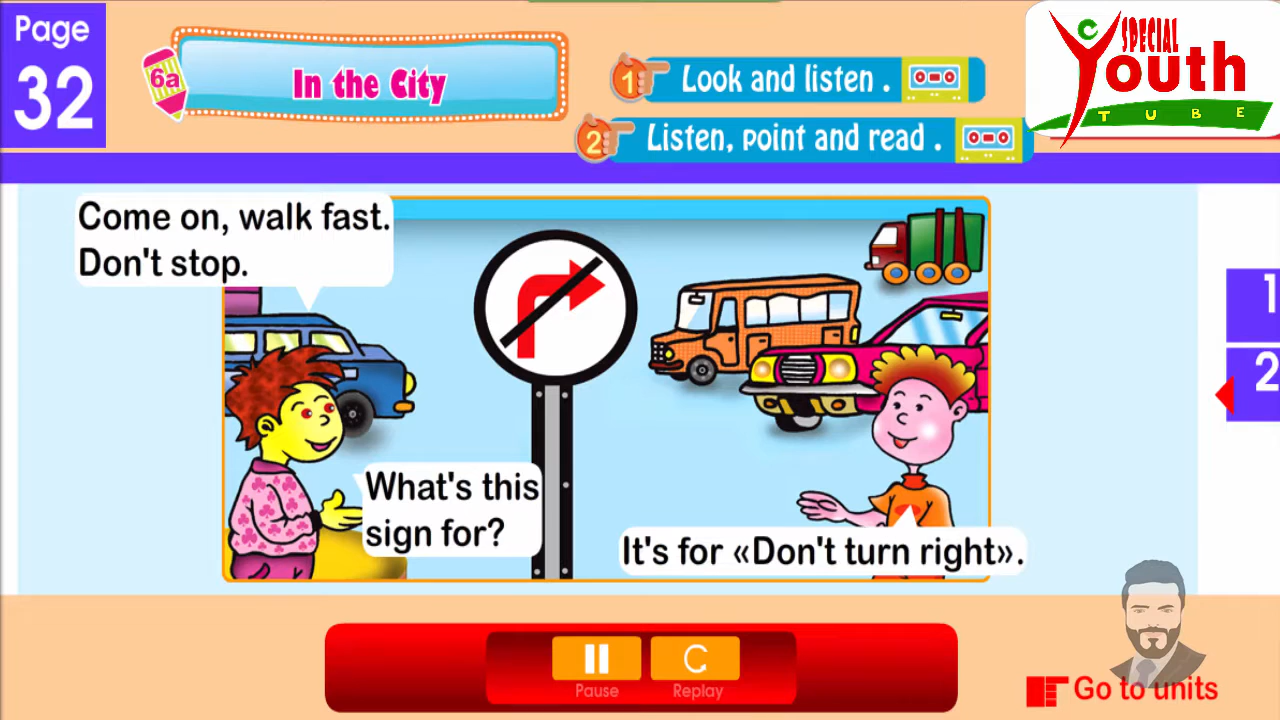 Page
32
6a
In the City
1 Look and listen .
2 Listen, point and read .
C
SPECIAL
Youth
TUBE
Come on, walk fast.
Don't stop.
What's this
sign for?
It's for «Don't turn right».
1
2
Pause
Replay
Go to units